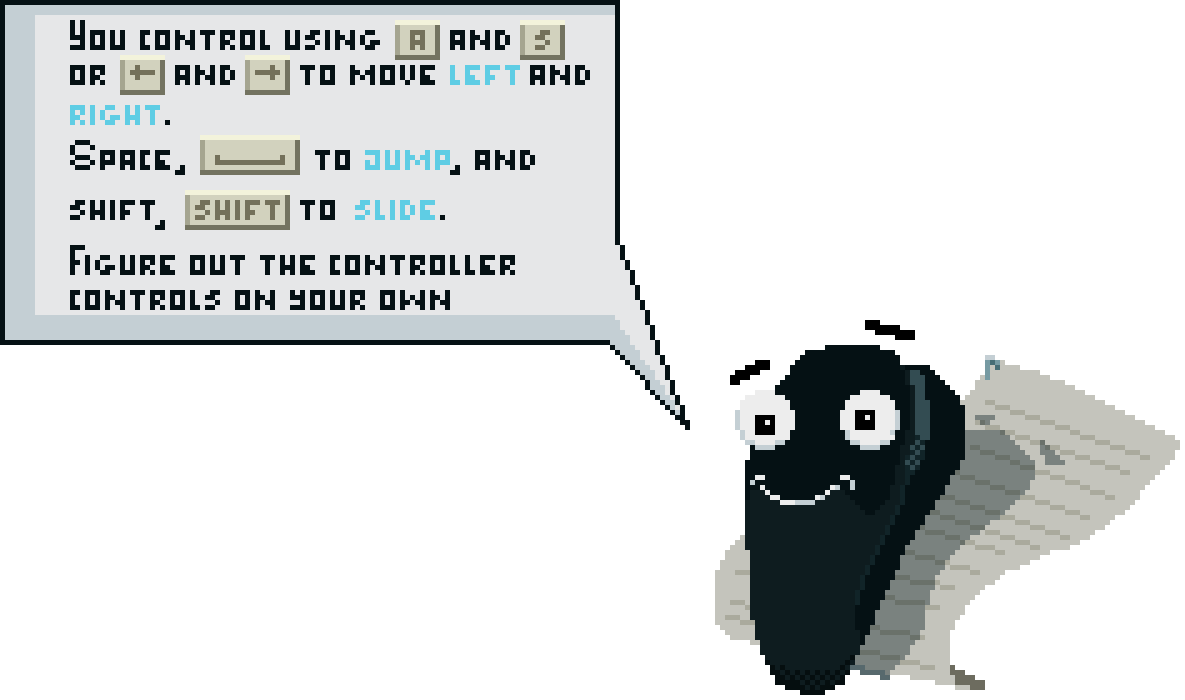 You control using A and S
or ← and → to move left and
right.
Space, to jump, and
shift, SHIFT to slide.
Figure out the controller
controls on your own